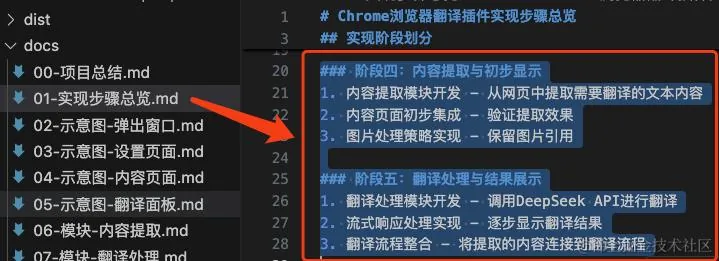 dist
docs
00-项目总结.md
01-实现步骤总览.md
02-示意图-弹出窗口.md
03-示意图-设置页面.md
04-示意图-内容页面.md
05-示意图-翻译面板.md
06-模块-内容提取.md
07-模块-翻译处理.md
1 # Chrome浏览器翻译插件实现步骤总览
3 ## 实现阶段划分
20 ### 阶段四: 内容提取与初步显示
21 1. 内容提取模块开发 - 从网页中提取需要翻译的文本内容
22 2. 内容页面初步集成 - 验证提取效果
3. 图片处理策略实现 - 保留图片引用
24
25 ### 阶段五: 翻译处理与结果展示
26 1. 翻译处理模块开发 - 调用DeepSeek API进行翻译
27 2. 流式响应处理实现 - 逐步显示翻译结果
28 3. 翻译流程整合 - 将提取的内容连接到翻译流程